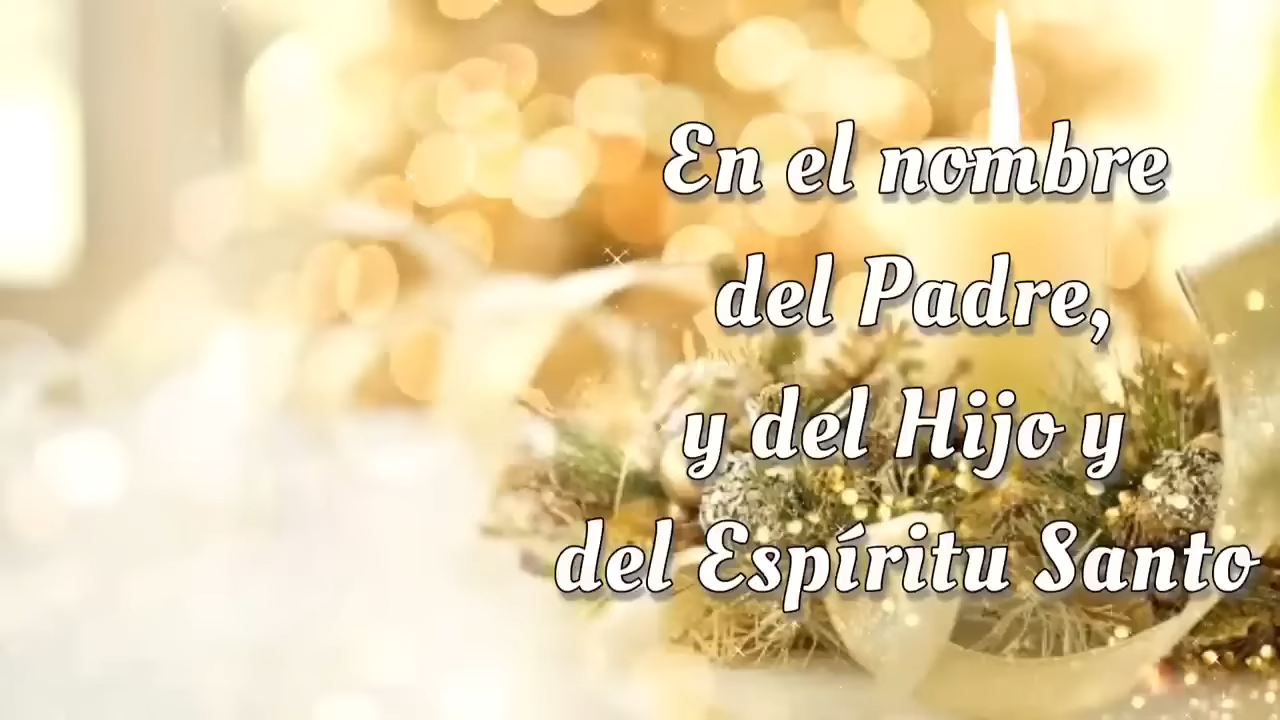 En el nombre
del Padre,
y del Hijo y
del Espíritu Santo